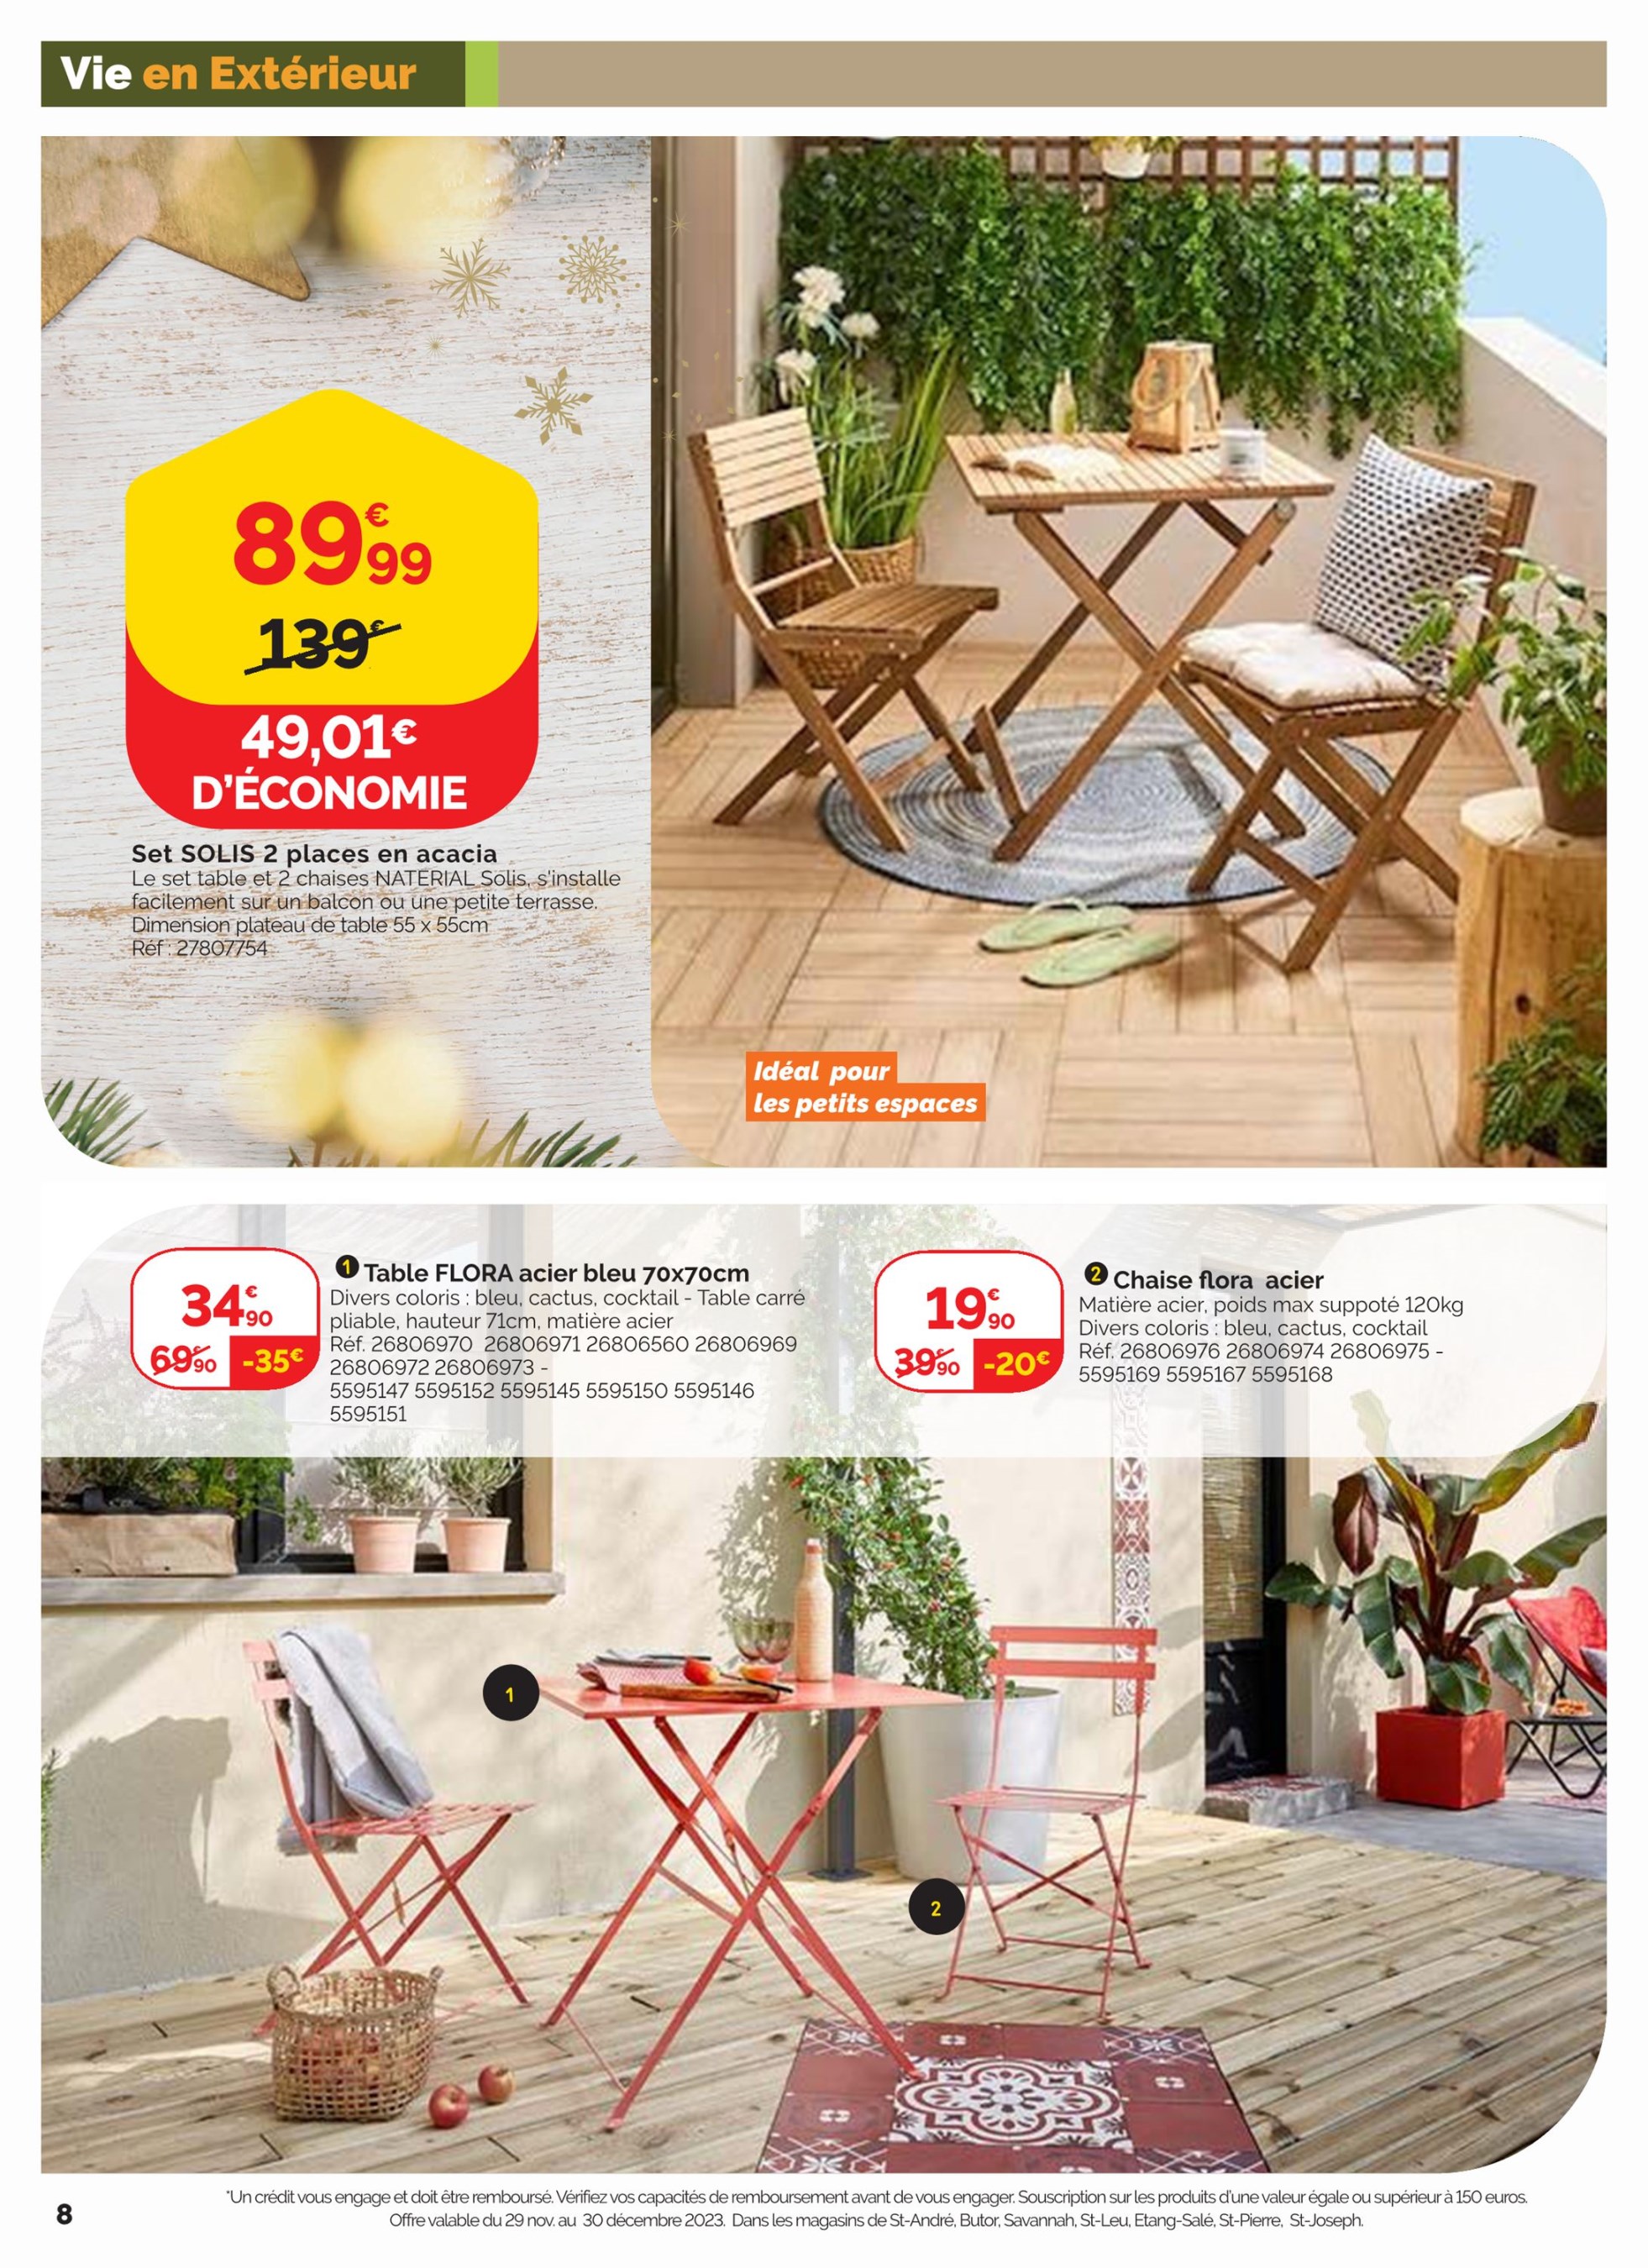 Vie en Extérieur
89€99
139€
49,01€
D'ÉCONOMIE
Set SOLIS 2 places en acacia
Le set table et 2 chaises NATERIAL Solis, s'installe
facilement sur un balcon ou une petite terrasse.
Dimension plateau de table 55 x 55cm
Réf : 27807754
Idéal pour
les petits espaces
34€90
69€90 -35€
1 Table FLORA acier bleu 70x70cm
Divers coloris : bleu, cactus, cocktail - Table carré
pliable, hauteur 71cm, matière acier
Réf. 26806970 26806971 26806560 26806969
26806972 26806973 -
5595147 5595152 5595145 5595150 5595146
5595151
19€90
39€90 -20€
2 Chaise flora acier
Matière acier, poids max suppoté 120kg
Divers coloris : bleu, cactus, cocktail
Réf. 26806976 26806974 26806975 -
5595169 5595167 5595168
1
2
*Un crédit vous engage et doit être remboursé. Vérifiez vos capacités de remboursement avant de vous engager. Souscription sur les produits d'une valeur égale ou supérieur à 150 euros.
Offre valable du 29 nov. au 30 décembre 2023. Dans les magasins de St-André, Butor, Savannah, St-Leu, Etang-Salé, St-Pierre, St-Joseph.
8